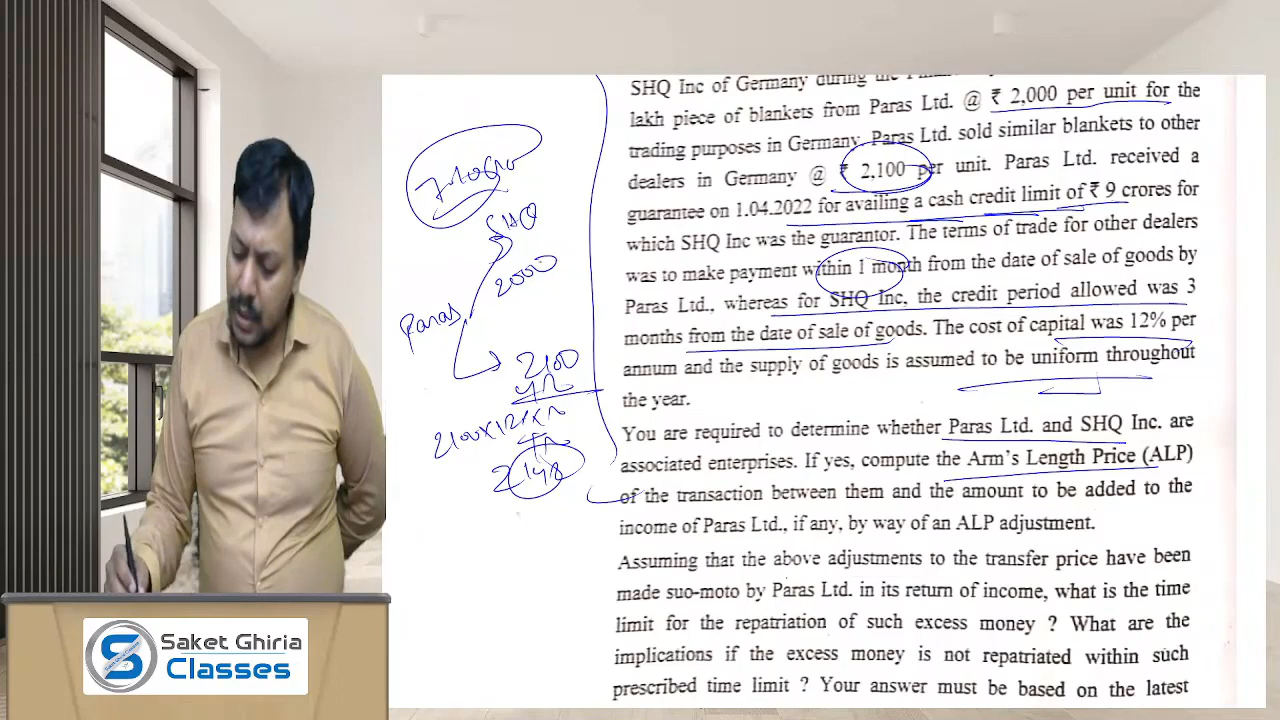 SHQ Inc of Germany during the
lakh piece of blankets from Paras Ltd. @ ₹ 2,000 per unit for the
trading purposes in Germany. Paras Ltd. sold similar blankets to other
dealers in Germany @ ₹ 2,100 per unit. Paras Ltd. received a
guarantee on 1.04.2022 for availing a cash credit limit of ₹ 9 crores for
which SHQ Inc was the guarantor. The terms of trade for other dealers
was to make payment within 1 month from the date of sale of goods by
Paras Ltd., whereas for SHQ Inc, the credit period allowed was 3
months from the date of sale of goods. The cost of capital was 12% per
annum and the supply of goods is assumed to be uniform throughout
the year.
You are required to determine whether Paras Ltd. and SHQ Inc. are
associated enterprises. If yes, compute the Arm's Length Price (ALP)
of the transaction between them and the amount to be added to the
income of Paras Ltd., if any, by way of an ALP adjustment.
Assuming that the above adjustments to the transfer price have been
made suo-moto by Paras Ltd. in its return of income, what is the time
limit for the repatriation of such excess money ? What are the
implications if the excess money is not repatriated within such
prescribed time limit ? Your answer must be based on the latest
SHQ
2000
Paras
2100
Saket Ghiria
Classes